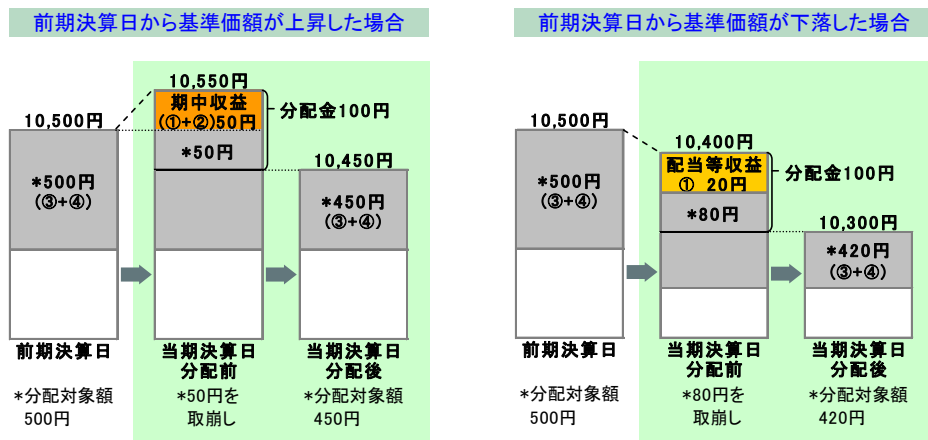 前期決算日から基準価額が上昇した場合
10,550円
期中収益
(①+②)50円
分配金100円
10,500円
*50円
10,450円
*500円
(③+④)
*450円
(③+④)
前期決算日
当期決算日
分配前
当期決算日
分配後
*分配対象額
500円
*50円を
取崩し
*分配対象額
450円
前期決算日から基準価額が下落した場合
10,500円
10,400円
配当等収益
① 20円
分配金100円
*500円
(③+④)
*80円
10,300円
*420円
(③+④)
前期決算日
当期決算日
分配前
当期決算日
分配後
*分配対象額
500円
*80円を
取崩し
*分配対象額
420円